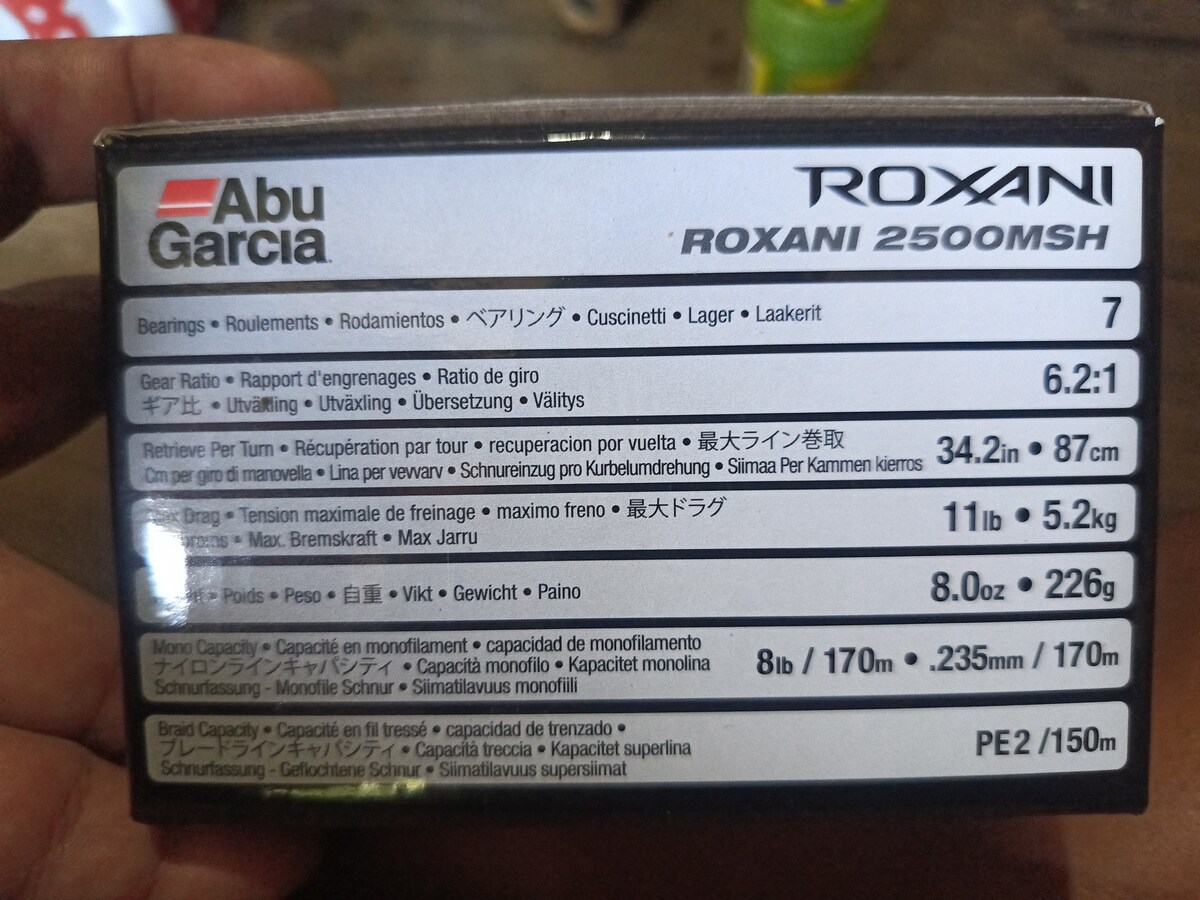 Abu
Garcia
ROXANI
ROXANI 2500MSH
Bearings • Roulements • Rodamientos • ベアリング • Cuscinetti • Lager • Laakerit
7
Gear Ratio • Rapport d'engrenages • Ratio de giro
ギア比 • Utväxling • Utväxling • Übersetzung • Välitys
6.2:1
Retrieve Per Turn • Récupération par tour • recuperacion por vuelta • 最大ライン巻取
Cm per giro di manovella • Lina per vevvarv • Schnureinzug pro Kurbelumdrehung • Siimaa Per Kammen kierros
34.2in • 87cm
Drag • Tension maximale de freinage • maximo freno • 最大ドラグ
• Max. Bremskraft • Max Jarru
11lb • 5.2kg
• Poids • Peso • 自重 • Vikt • Gewicht • Paino
8.0oz • 226g
Mono Capacity • Capacité en monofilament • capacidad de monofilamento
ナイロンラインキャパシティ • Capacità monofilo • Kapacitet monolina
Schnurfassung - Monofile Schnur • Siimatilavuus monofiili
8lb / 170m • .235mm / 170m
Braid Capacity • Capacité en fil tressé • capacidad de trenzado •
ブレードラインキャパシティ • Capacità treccia • Kapacitet superlina
Schnurfassung - Geflochtene Schnur • Siimatilavuus supersiimat
PE2 /150m